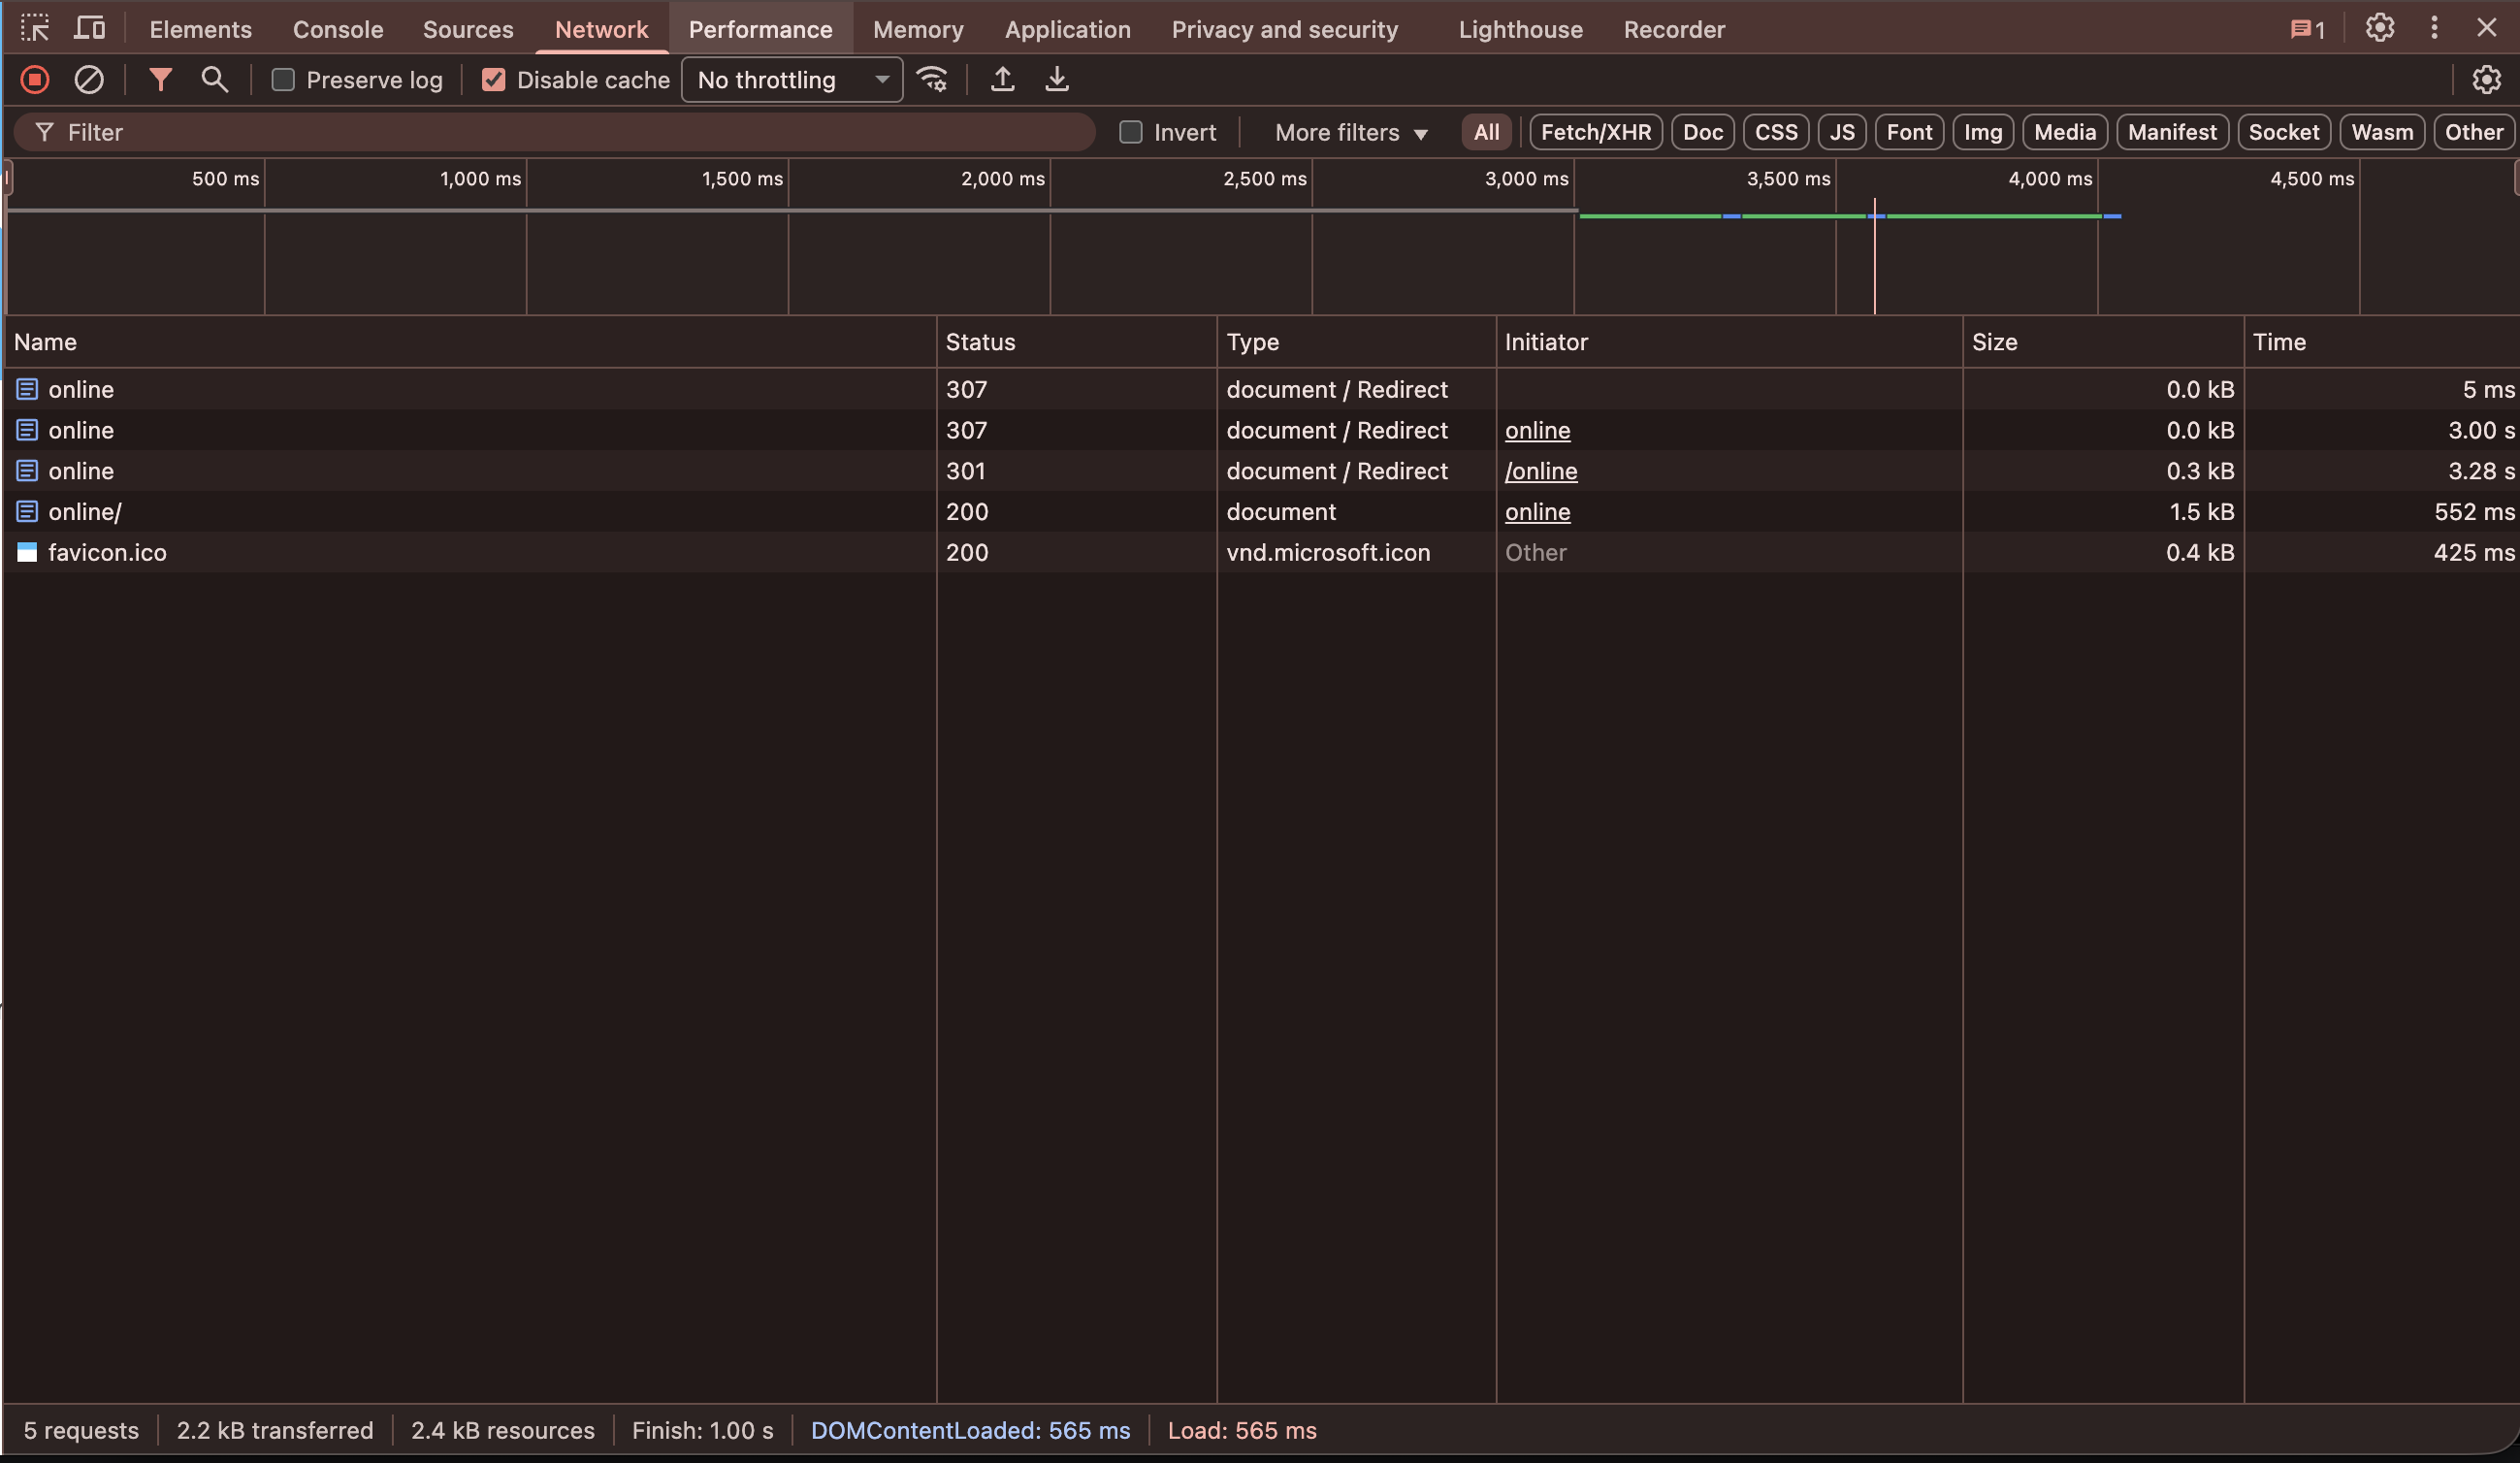 Elements Console Sources Network Performance Memory Application Privacy and security Lighthouse Recorder 1
Preserve log Disable cache No throttling
Filter Invert More filters All Fetch/XHR Doc CSS JS Font Img Media Manifest Socket Wasm Other
500 ms 1,000 ms 1,500 ms 2,000 ms 2,500 ms 3,000 ms 3,500 ms 4,000 ms 4,500 ms
Name Status Type Initiator Size Time
online 307 document / Redirect 0.0 kB 5 ms
online 307 document / Redirect online 0.0 kB 3.00 s
online 301 document / Redirect /online 0.3 kB 3.28 s
online/ 200 document online 1.5 kB 552 ms
favicon.ico 200 vnd.microsoft.icon Other 0.4 kB 425 ms
5 requests 2.2 kB transferred 2.4 kB resources Finish: 1.00 s DOMContentLoaded: 565 ms Load: 565 ms